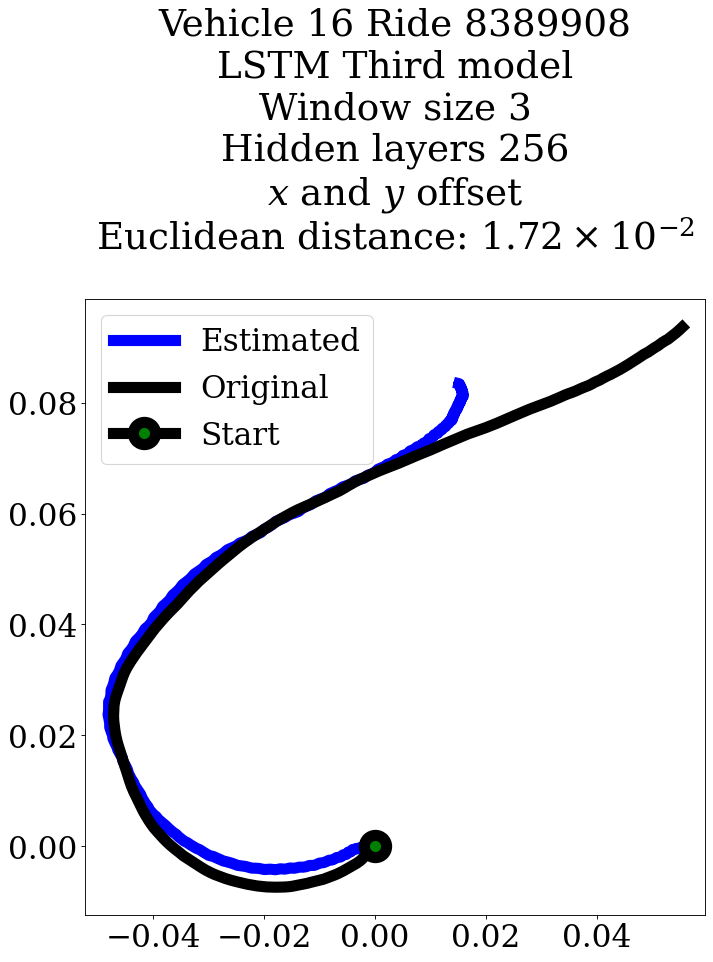 Vehicle 16 Ride 8389908
LSTM Third model
Window size 3
Hidden layers 256
x and y offset
Euclidean distance: 1.72 × 10⁻²
Estimated
Original
Start
0.08
0.06
0.04
0.02
0.00
−0.04 −0.02 0.00 0.02 0.04